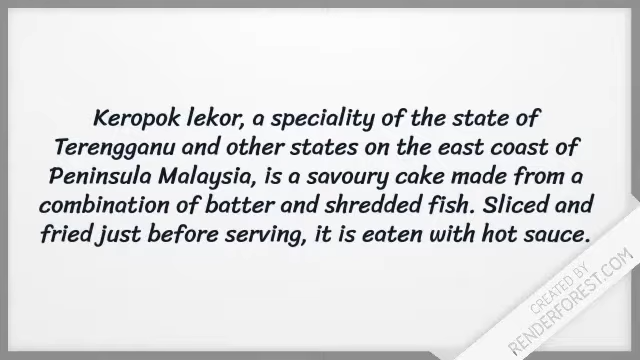 Keropok lekor, a speciality of the state of
Terengganu and other states on the east coast of
Peninsula Malaysia, is a savoury cake made from a
combination of batter and shredded fish. Sliced and
fried just before serving, it is eaten with hot sauce.
CREATED BY
RENDERFOREST.COM